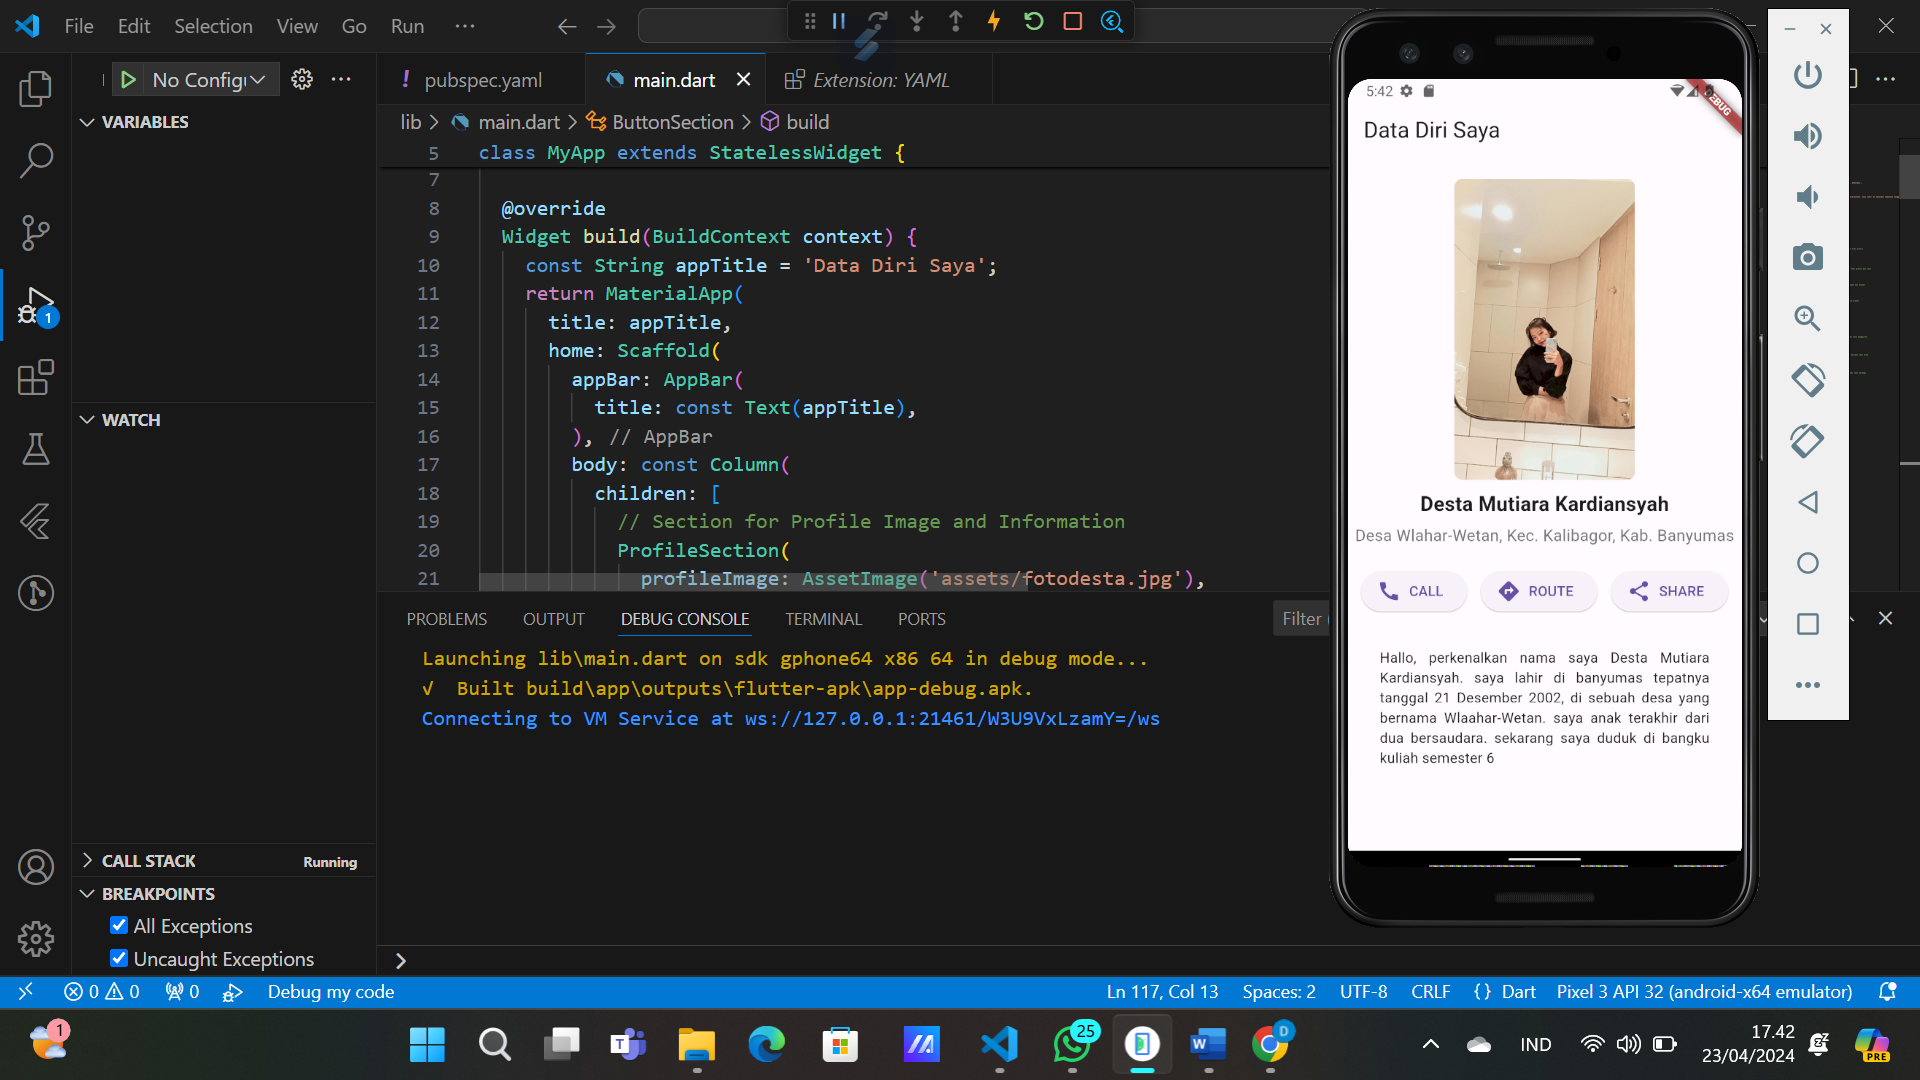 File Edit Selection View Go Run ···
No Config
pubspec.yaml
main.dart
Extension: YAML
lib > main.dart > ButtonSection > build
VARIABLES
WATCH
CALL STACK
Running
BREAKPOINTS
All Exceptions
Uncaught Exceptions
5 class MyApp extends StatelessWidget {
7
8 @override
9 Widget build(BuildContext context) {
10 const String appTitle = 'Data Diri Saya';
11 return MaterialApp(
12 title: appTitle,
13 home: Scaffold(
14 appBar: AppBar(
15 title: const Text(appTitle),
16 ), // AppBar
17 body: const Column(
18 children: [
19 // Section for Profile Image and Information
20 ProfileSection(
21 profileImage: AssetImage('assets/fotodesta.jpg'),
PROBLEMS OUTPUT DEBUG CONSOLE TERMINAL PORTS
Filter
Launching lib\main.dart on sdk gphone64 x86 64 in debug mode...
√ Built build\app\outputs\flutter-apk\app-debug.apk.
Connecting to VM Service at ws://127.0.0.1:21461/W3U9VxLzamY=/ws
5:42
DEBUG
Data Diri Saya
Desta Mutiara Kardiansyah
Desa Wlahar-Wetan, Kec. Kalibagor, Kab. Banyumas
CALL
ROUTE
SHARE
Hallo, perkenalkan nama saya Desta Mutiara
Kardiansyah. saya lahir di banyumas tepatnya
tanggal 21 Desember 2002, di sebuah desa yang
bernama Wlaahar-Wetan. saya anak terakhir dari
dua bersaudara. sekarang saya duduk di bangku
kuliah semester 6
1
0 0 0 Debug my code
Ln 117, Col 13 Spaces: 2 UTF-8 CRLF {} Dart Pixel 3 API 32 (android-x64 emulator)
1
T
25
W
D
IND
17.42
23/04/2024
PRE